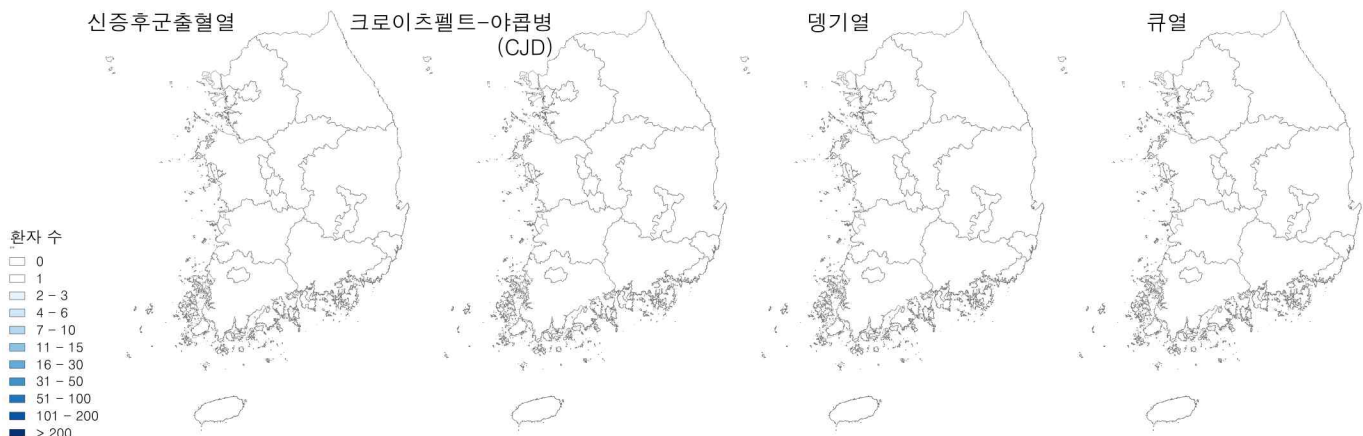 신증후군출혈열
크로이츠펠트-야콥병
(CJD)
뎅기열
큐열
환자 수
0
1
2 - 3
4 - 6
7 - 10
11 - 15
16 - 30
31 - 50
51 - 100
101 - 200
> 200